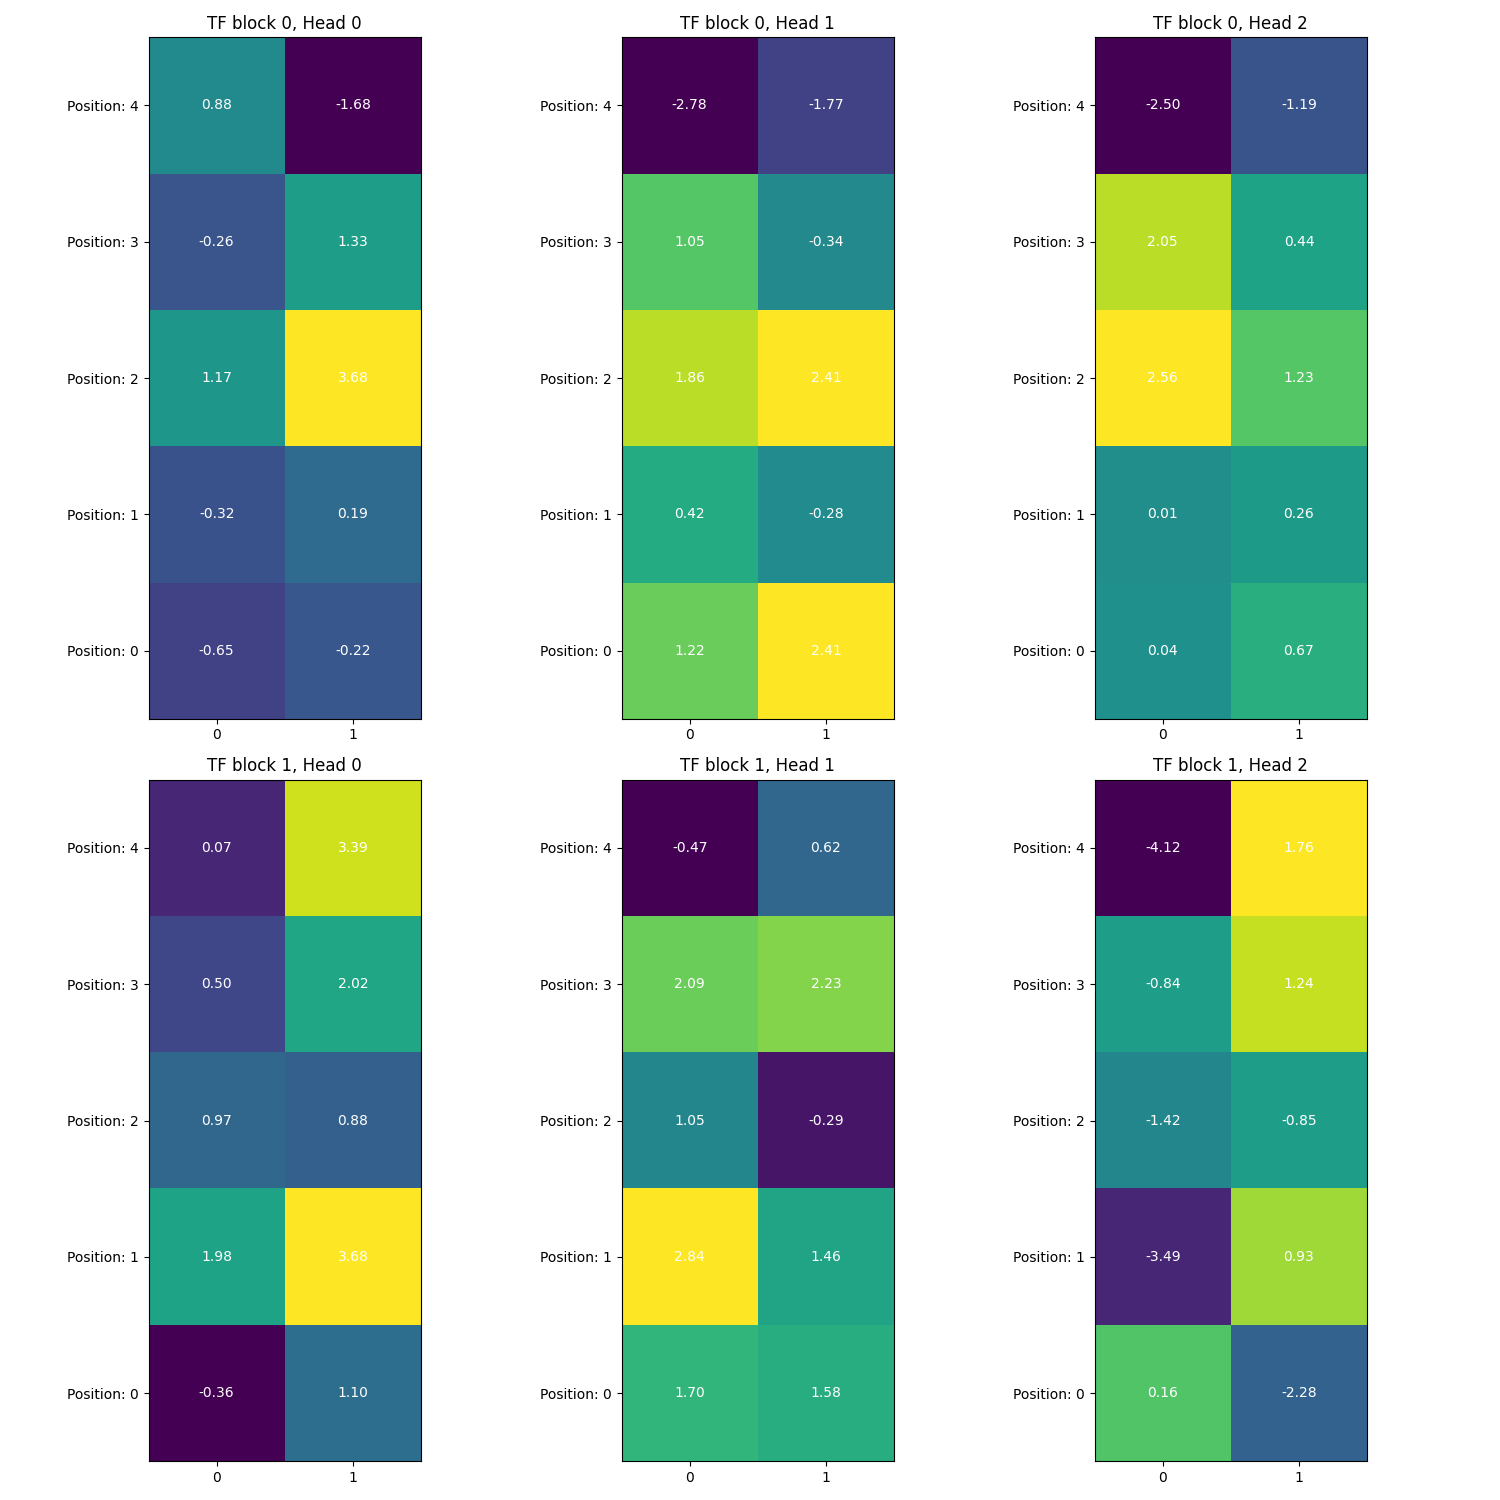 TF block 0, Head 0 TF block 0, Head 1 TF block 0, Head 2
Position: 4 0.88 -1.68 Position: 4 -2.78 -1.77 Position: 4 -2.50 -1.19
Position: 3 -0.26 1.33 Position: 3 1.05 -0.34 Position: 3 2.05 0.44
Position: 2 1.17 3.68 Position: 2 1.86 2.41 Position: 2 2.56 1.23
Position: 1 -0.32 0.19 Position: 1 0.42 -0.28 Position: 1 0.01 0.26
Position: 0 -0.65 -0.22 Position: 0 1.22 2.41 Position: 0 0.04 0.67
0 1 0 1 0 1
TF block 1, Head 0 TF block 1, Head 1 TF block 1, Head 2
Position: 4 0.07 3.39 Position: 4 -0.47 0.62 Position: 4 -4.12 1.76
Position: 3 0.50 2.02 Position: 3 2.09 2.23 Position: 3 -0.84 1.24
Position: 2 0.97 0.88 Position: 2 1.05 -0.29 Position: 2 -1.42 -0.85
Position: 1 1.98 3.68 Position: 1 2.84 1.46 Position: 1 -3.49 0.93
Position: 0 -0.36 1.10 Position: 0 1.70 1.58 Position: 0 0.16 -2.28
0 1 0 1 0 1